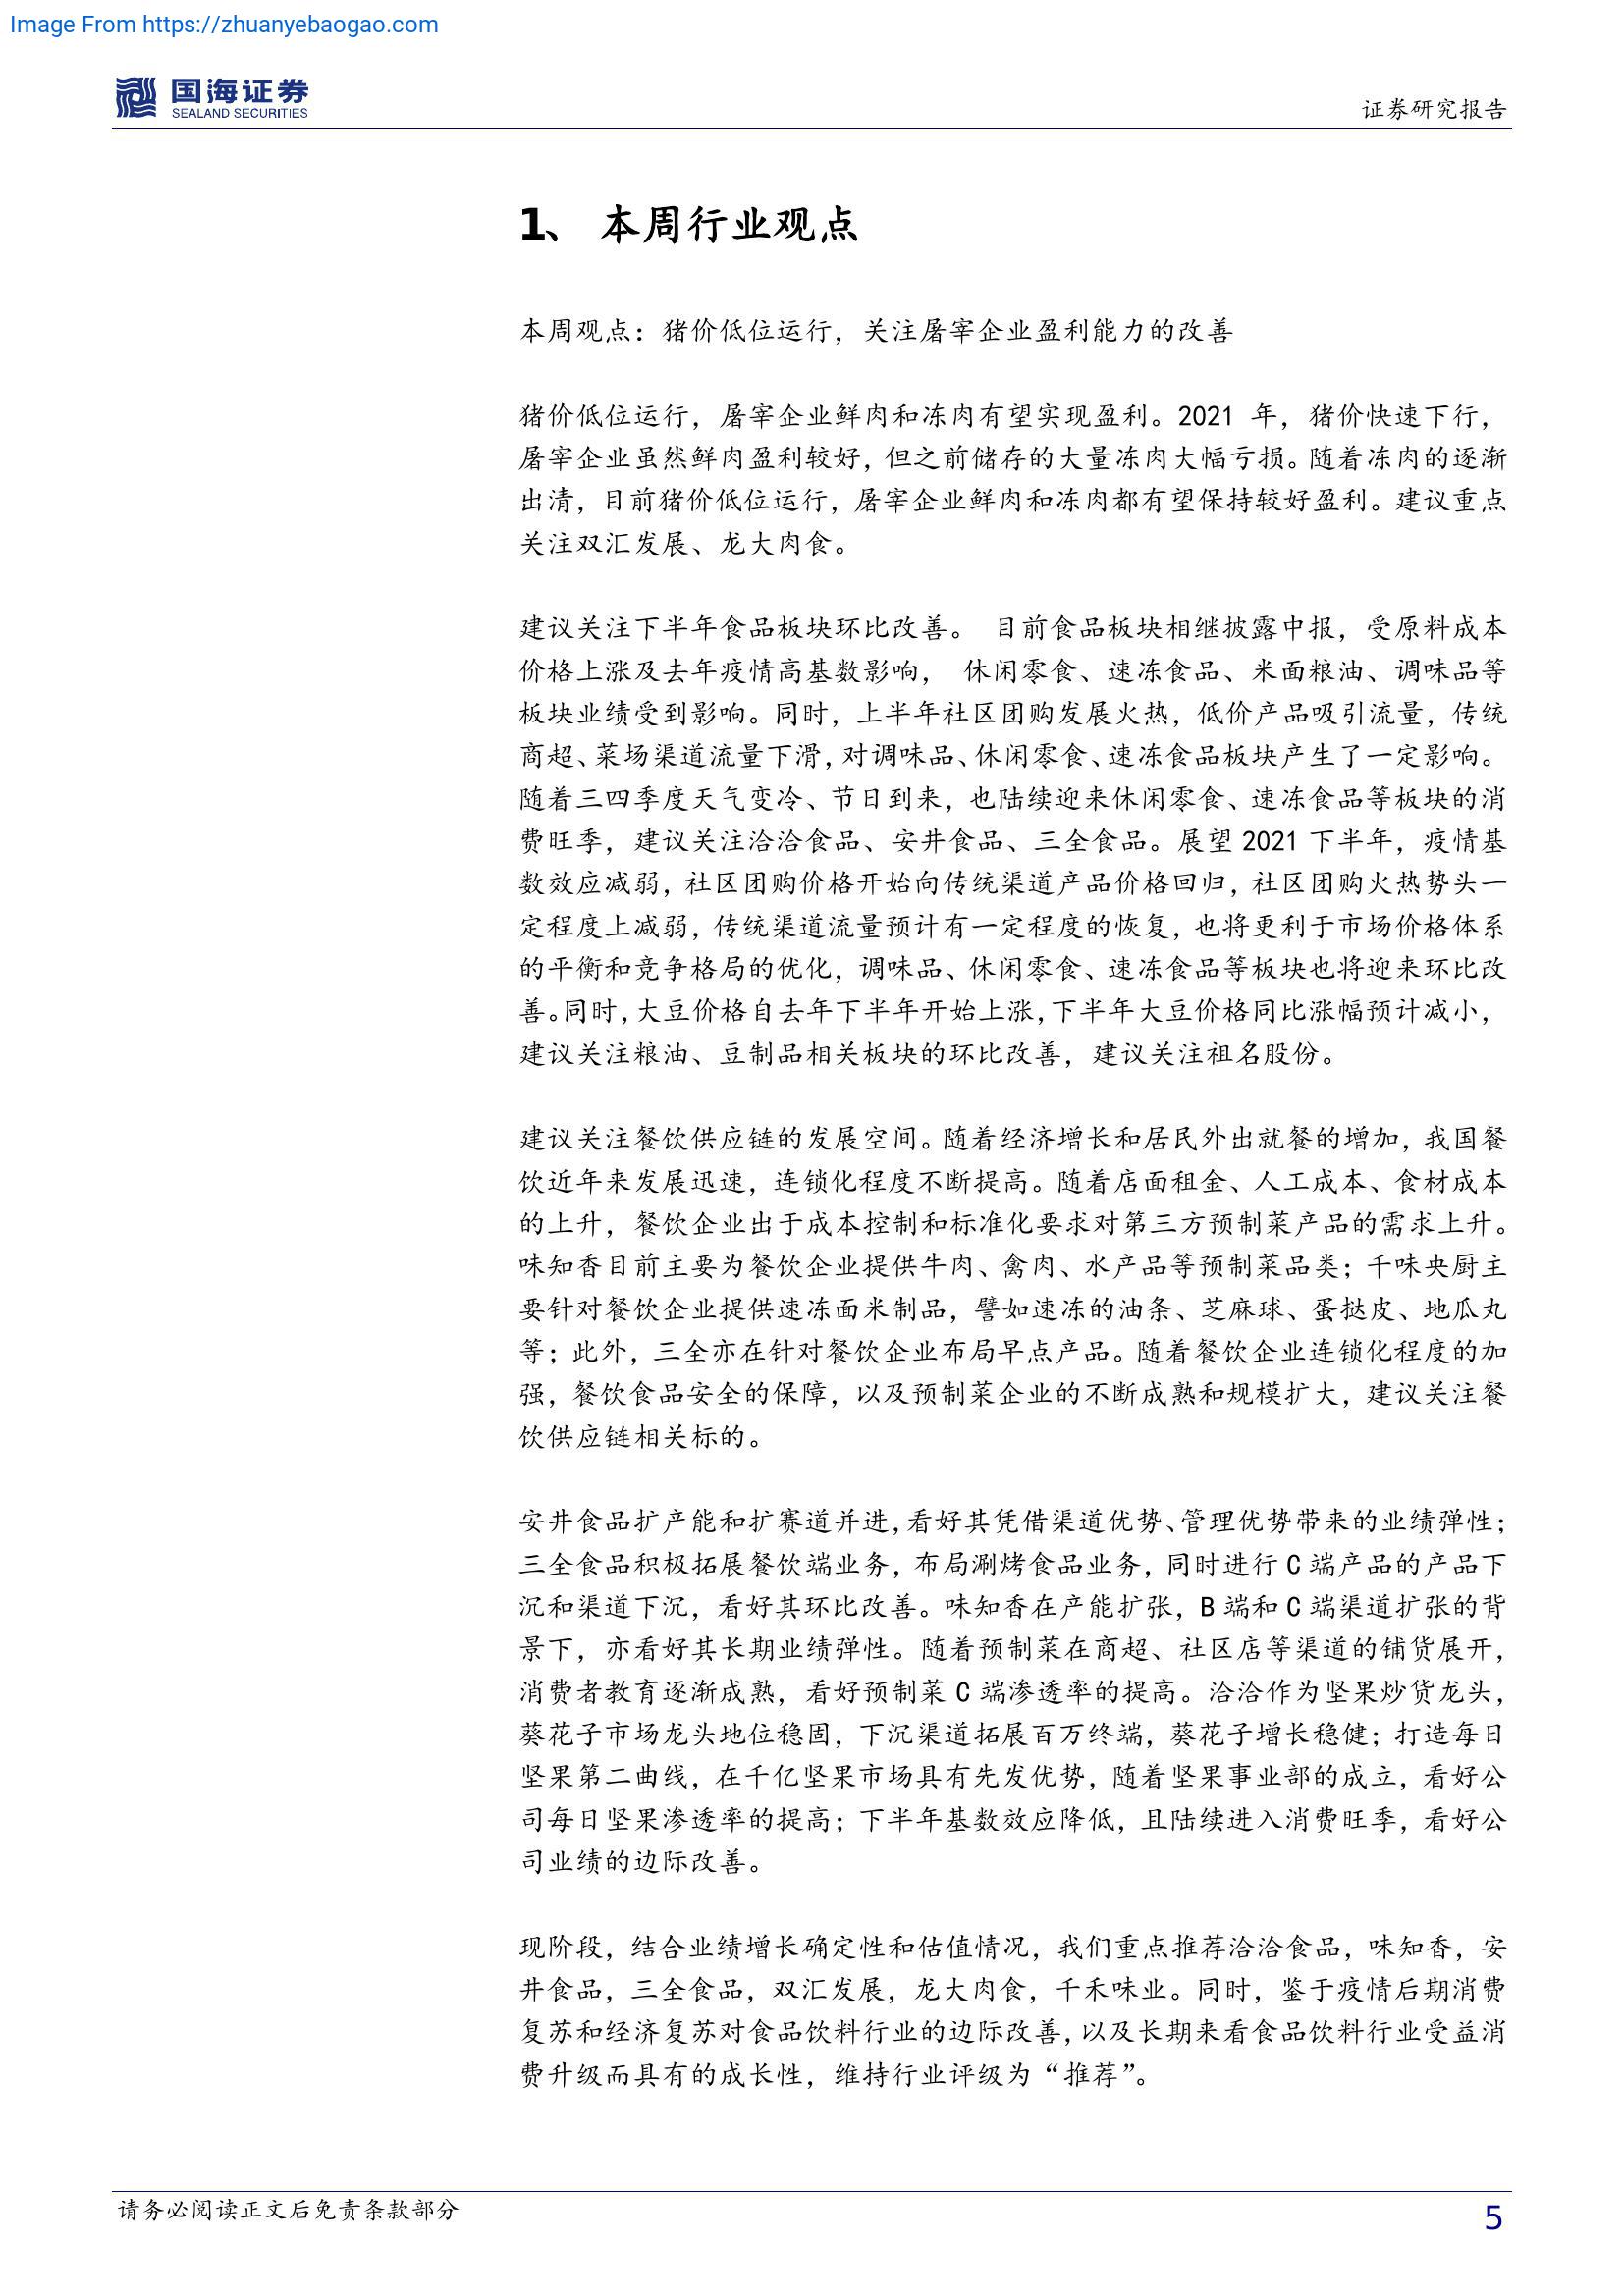 Image From https://zhuanyebaogao.com
国海证券
SEALAND SECURITIES
证券研究报告
1、 本周行业观点
本周观点：猪价低位运行，关注屠宰企业盈利能力的改善
猪价低位运行，屠宰企业鲜肉和冻肉有望实现盈利。2021 年，猪价快速下行，
屠宰企业虽然鲜肉盈利较好，但之前储存的大量冻肉大幅亏损。随着冻肉的逐渐
出清，目前猪价低位运行，屠宰企业鲜肉和冻肉都有望保持较好盈利。建议重点
关注双汇发展、龙大肉食。
建议关注下半年食品板块环比改善。 目前食品板块相继披露中报，受原料成本
价格上涨及去年疫情高基数影响， 休闲零食、速冻食品、米面粮油、调味品等
板块业绩受到影响。同时，上半年社区团购发展火热，低价产品吸引流量，传统
商超、菜场渠道流量下滑，对调味品、休闲零食、速冻食品板块产生了一定影响。
随着三四季度天气变冷、节日到来，也陆续迎来休闲零食、速冻食品等板块的消
费旺季，建议关注洽洽食品、安井食品、三全食品。展望 2021 下半年，疫情基
数效应减弱，社区团购价格开始向传统渠道产品价格回归，社区团购火热势头一
定程度上减弱，传统渠道流量预计有一定程度的恢复，也将更利于市场价格体系
的平衡和竞争格局的优化，调味品、休闲零食、速冻食品等板块也将迎来环比改
善。同时，大豆价格自去年下半年开始上涨，下半年大豆价格同比涨幅预计减小，
建议关注粮油、豆制品相关板块的环比改善，建议关注祖名股份。
建议关注餐饮供应链的发展空间。随着经济增长和居民外出就餐的增加，我国餐
饮近年来发展迅速，连锁化程度不断提高。随着店面租金、人工成本、食材成本
的上升，餐饮企业出于成本控制和标准化要求对第三方预制菜产品的需求上升。
味知香目前主要为餐饮企业提供牛肉、禽肉、水产品等预制菜品类；千味央厨主
要针对餐饮企业提供速冻面米制品，譬如速冻的油条、芝麻球、蛋挞皮、地瓜丸
等；此外，三全亦在针对餐饮企业布局早点产品。随着餐饮企业连锁化程度的加
强，餐饮食品安全的保障，以及预制菜企业的不断成熟和规模扩大，建议关注餐
饮供应链相关标的。
安井食品扩产能和扩赛道并进，看好其凭借渠道优势、管理优势带来的业绩弹性；
三全食品积极拓展餐饮端业务，布局涮烤食品业务，同时进行 C 端产品的产品下
沉和渠道下沉，看好其环比改善。味知香在产能扩张，B 端和 C 端渠道扩张的背
景下，亦看好其长期业绩弹性。随着预制菜在商超、社区店等渠道的铺货展开，
消费者教育逐渐成熟，看好预制菜 C 端渗透率的提高。洽洽作为坚果炒货龙头，
葵花子市场龙头地位稳固，下沉渠道拓展百万终端，葵花子增长稳健；打造每日
坚果第二曲线，在千亿坚果市场具有先发优势，随着坚果事业部的成立，看好公
司每日坚果渗透率的提高；下半年基数效应降低，且陆续进入消费旺季，看好公
司业绩的边际改善。
现阶段，结合业绩增长确定性和估值情况，我们重点推荐洽洽食品，味知香，安
井食品，三全食品，双汇发展，龙大肉食，千禾味业。同时，鉴于疫情后期消费
复苏和经济复苏对食品饮料行业的边际改善，以及长期来看食品饮料行业受益消
费升级而具有的成长性，维持行业评级为“推荐”。
请务必阅读正文后免责条款部分
5